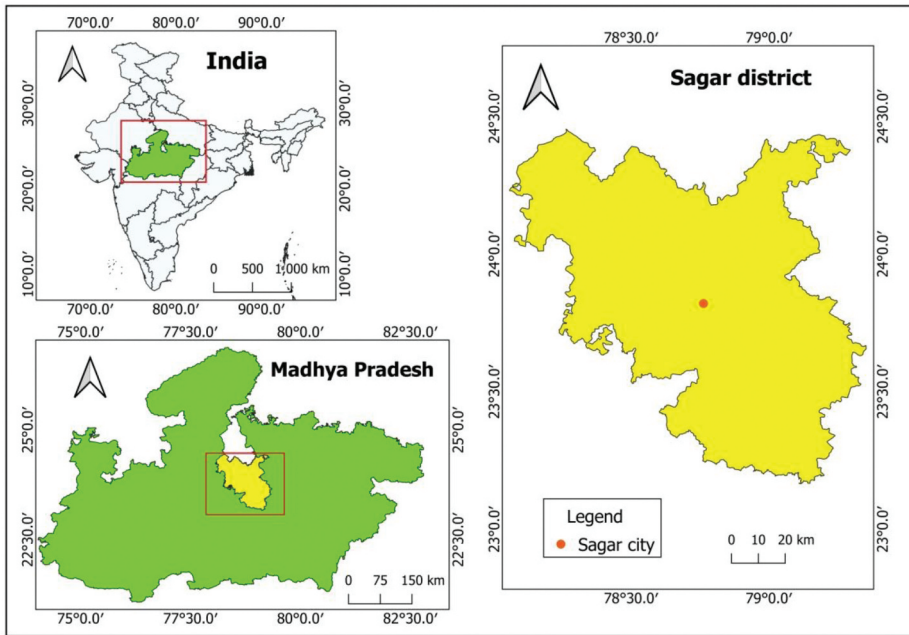 70°0.0′ 80°0.0′ 90°0.0′
India
30°0.0′ 30°0.0′
20°0.0′ 20°0.0′
10°0.0′ 10°0.0′
0 500 1,000 km
70°0.0′ 80°0.0′ 90°0.0′
75°0.0′ 77°30.0′ 80°0.0′ 82°30.0′
Madhya Pradesh
25°0.0′ 25°0.0′
22°30.0′ 22°30.0′
0 75 150 km
75°0.0′ 77°30.0′ 80°0.0′ 82°30.0′
78°30.0′ 79°0.0′
Sagar district
24°30.0′ 24°30.0′
24°0.0′ 24°0.0′
23°30.0′ 23°30.0′
23°0.0′ 23°0.0′
Legend
Sagar city
0 10 20 km
78°30.0′ 79°0.0′